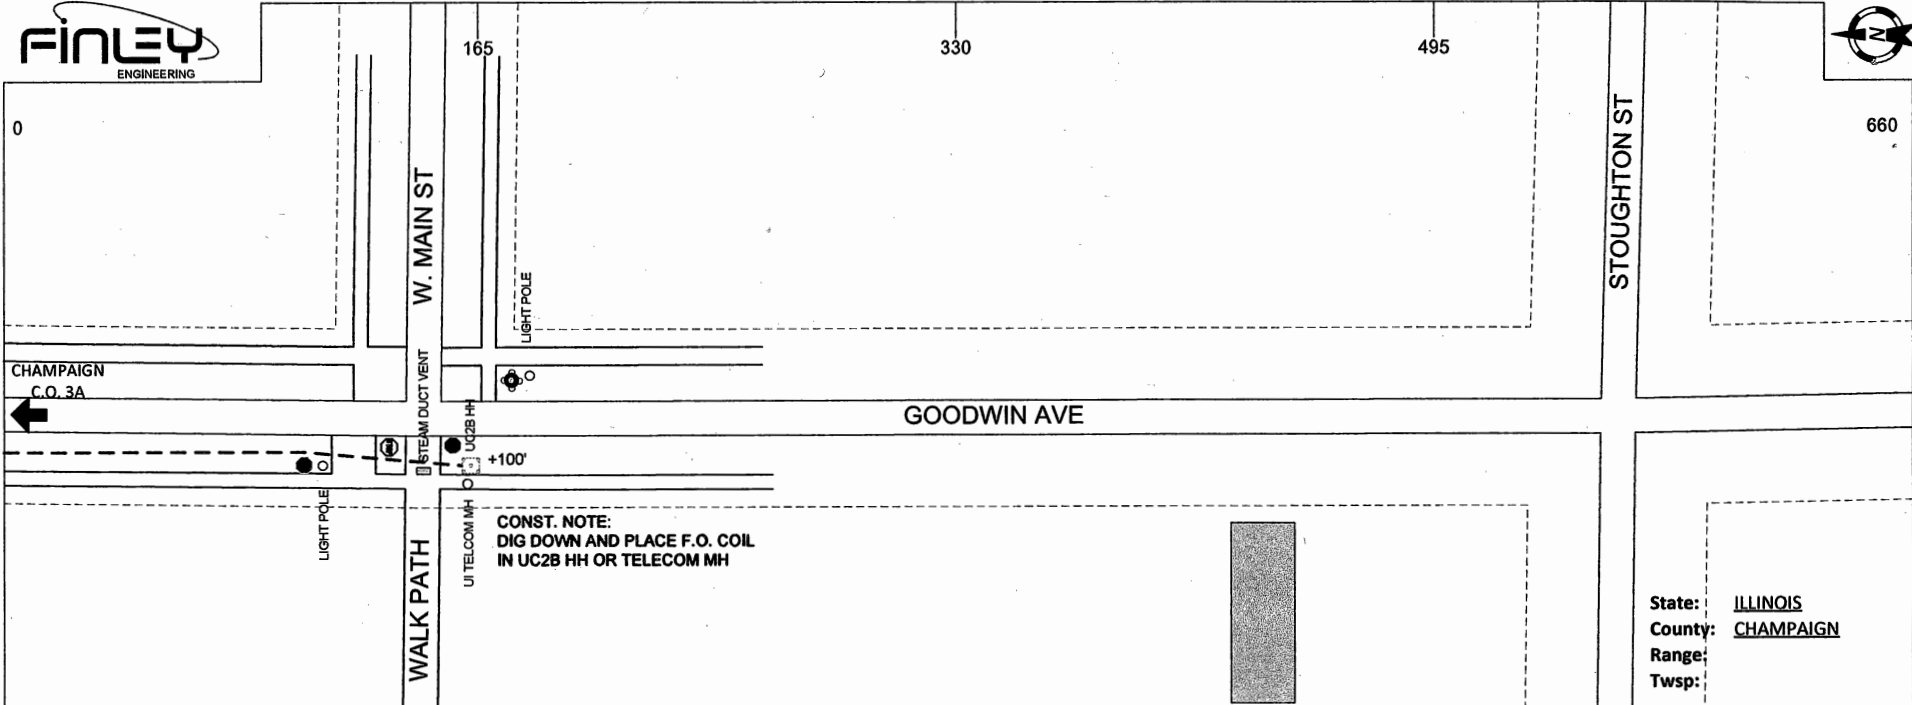 FINLEY
ENGINEERING
165
330
495
N
0
660
W. MAIN ST
STOUGHTON ST
LIGHT POLE
CHAMPAIGN
C.O. 3A
STEAM DUCT VENT
UC2B HH
GOODWIN AVE
+100'
LIGHT POLE
UI TELCOM MH
WALK PATH
CONST. NOTE:
DIG DOWN AND PLACE F.O. COIL
IN UC2B HH OR TELECOM MH
State: ILLINOIS
County: CHAMPAIGN
Range:
Twsp: